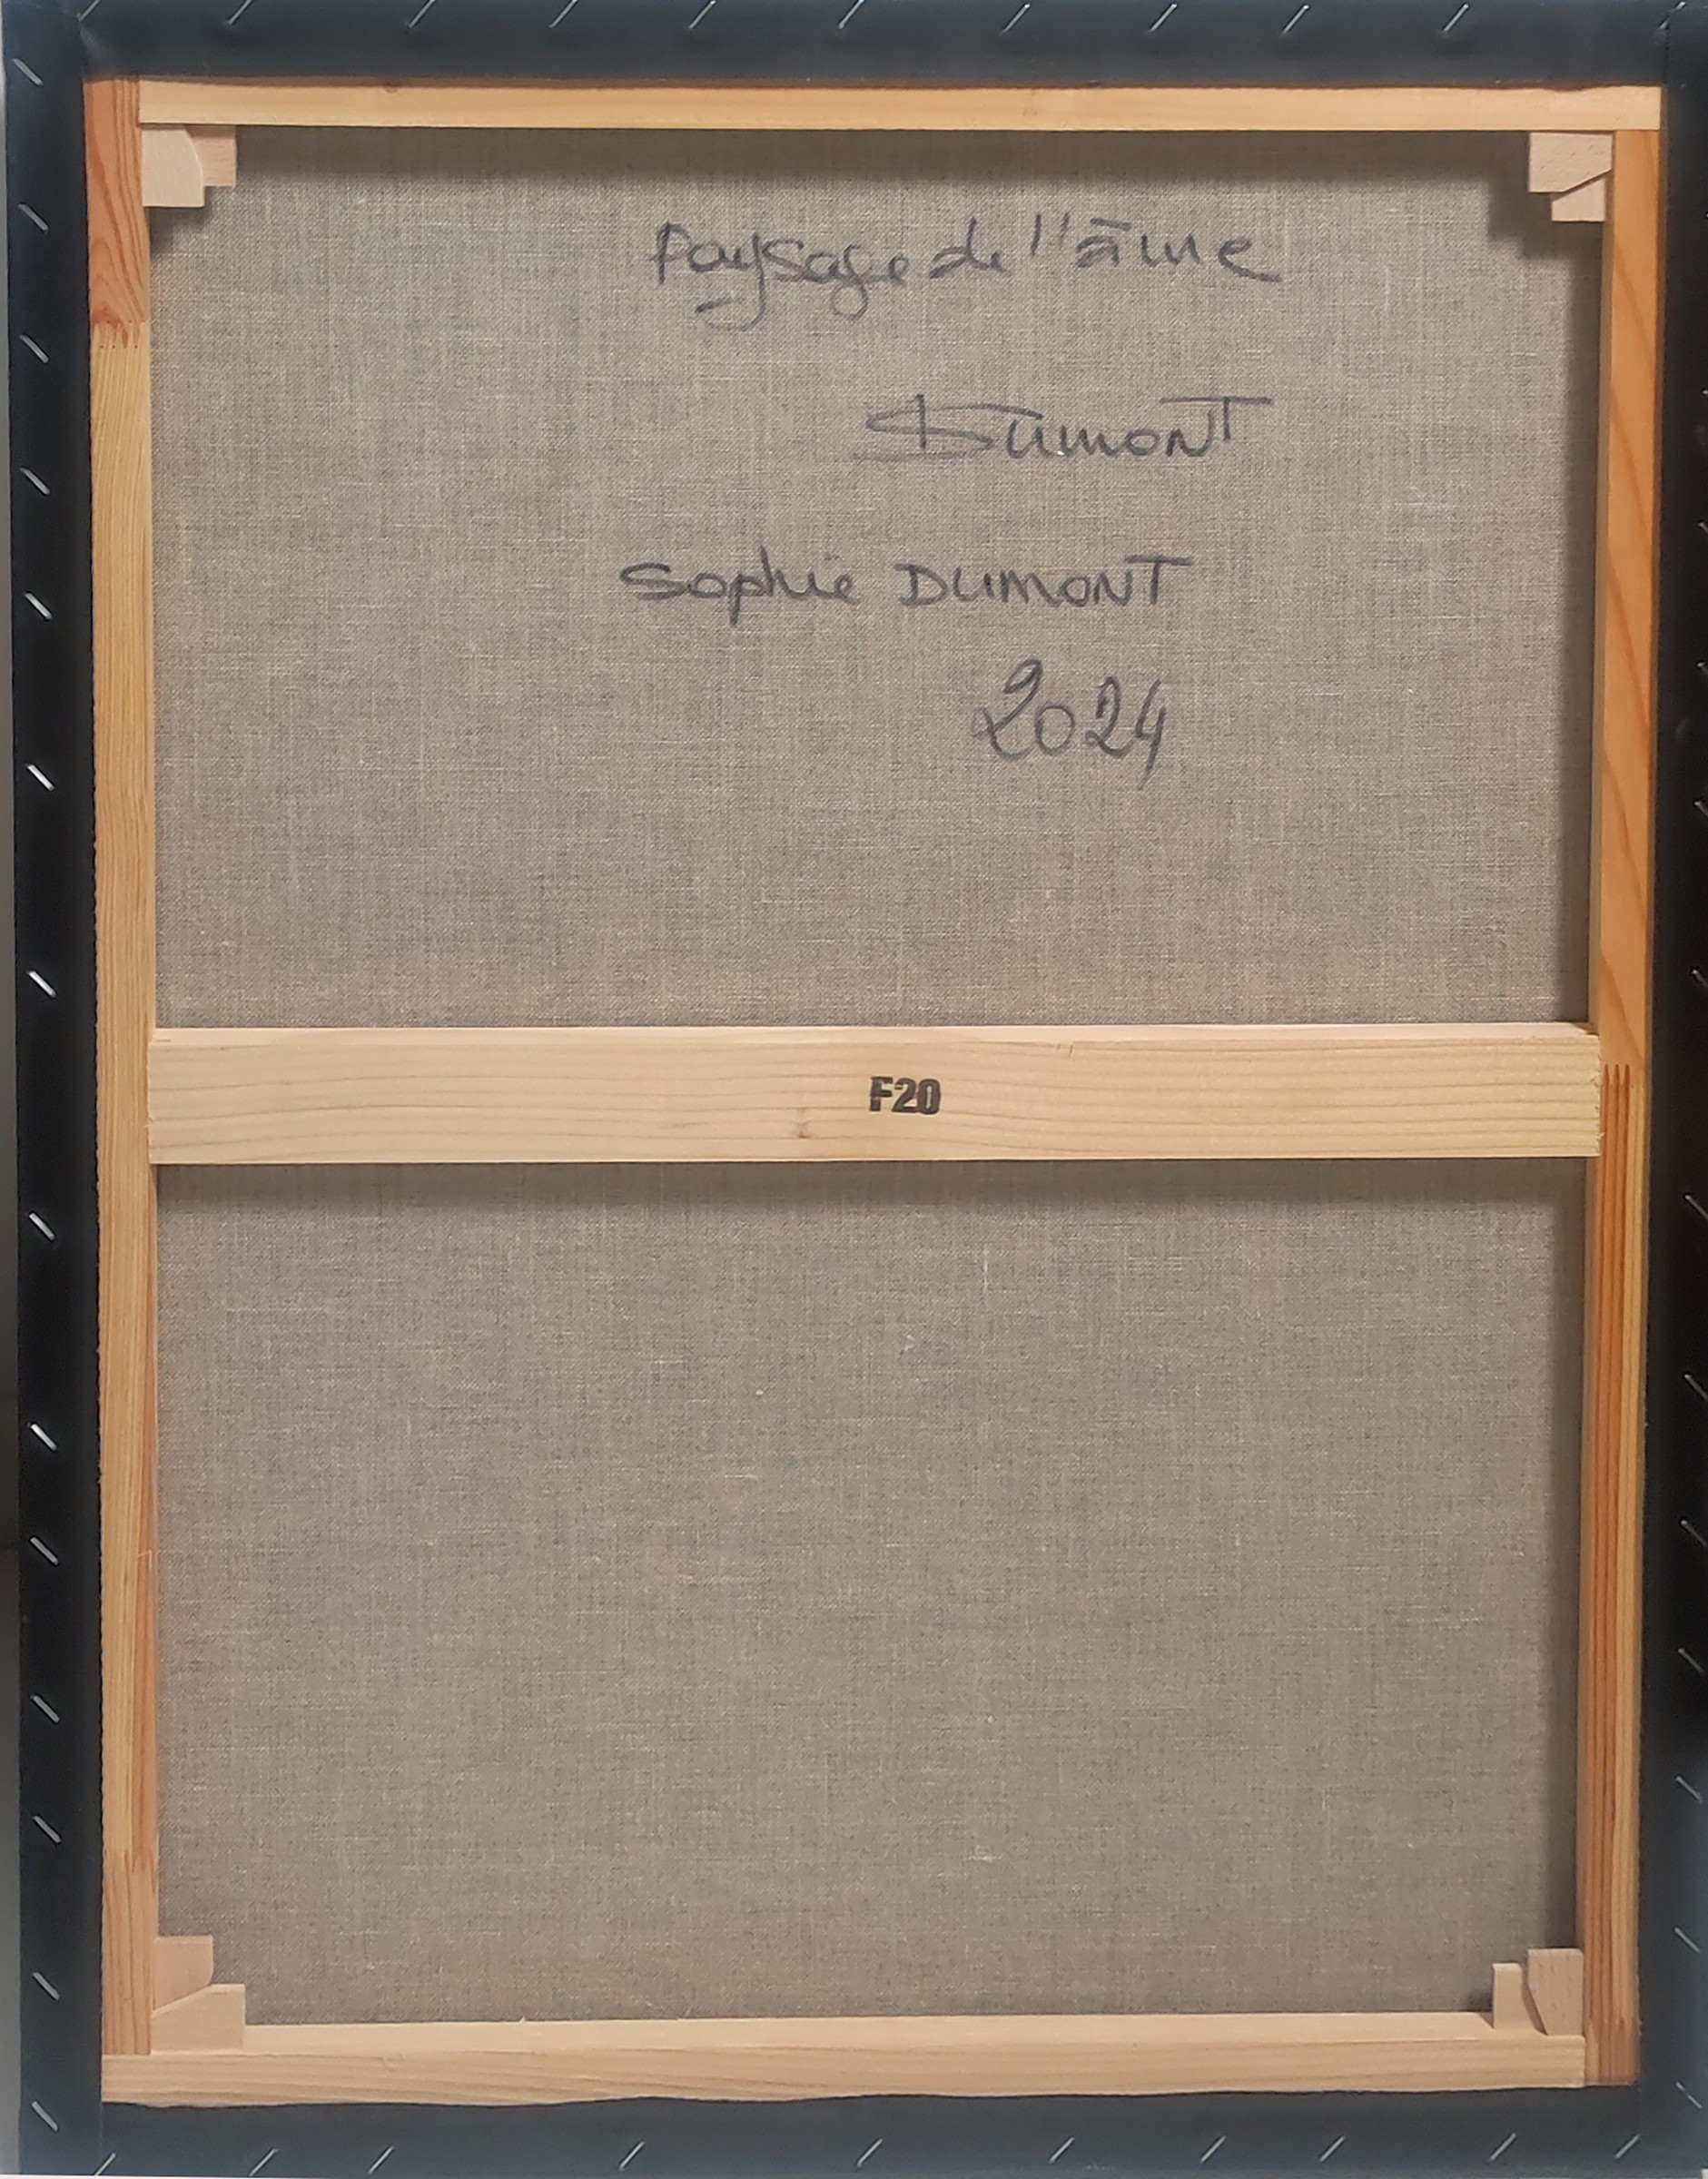 Paysage de l''âme
Dumont
Sophie DUMONT
2024
F20